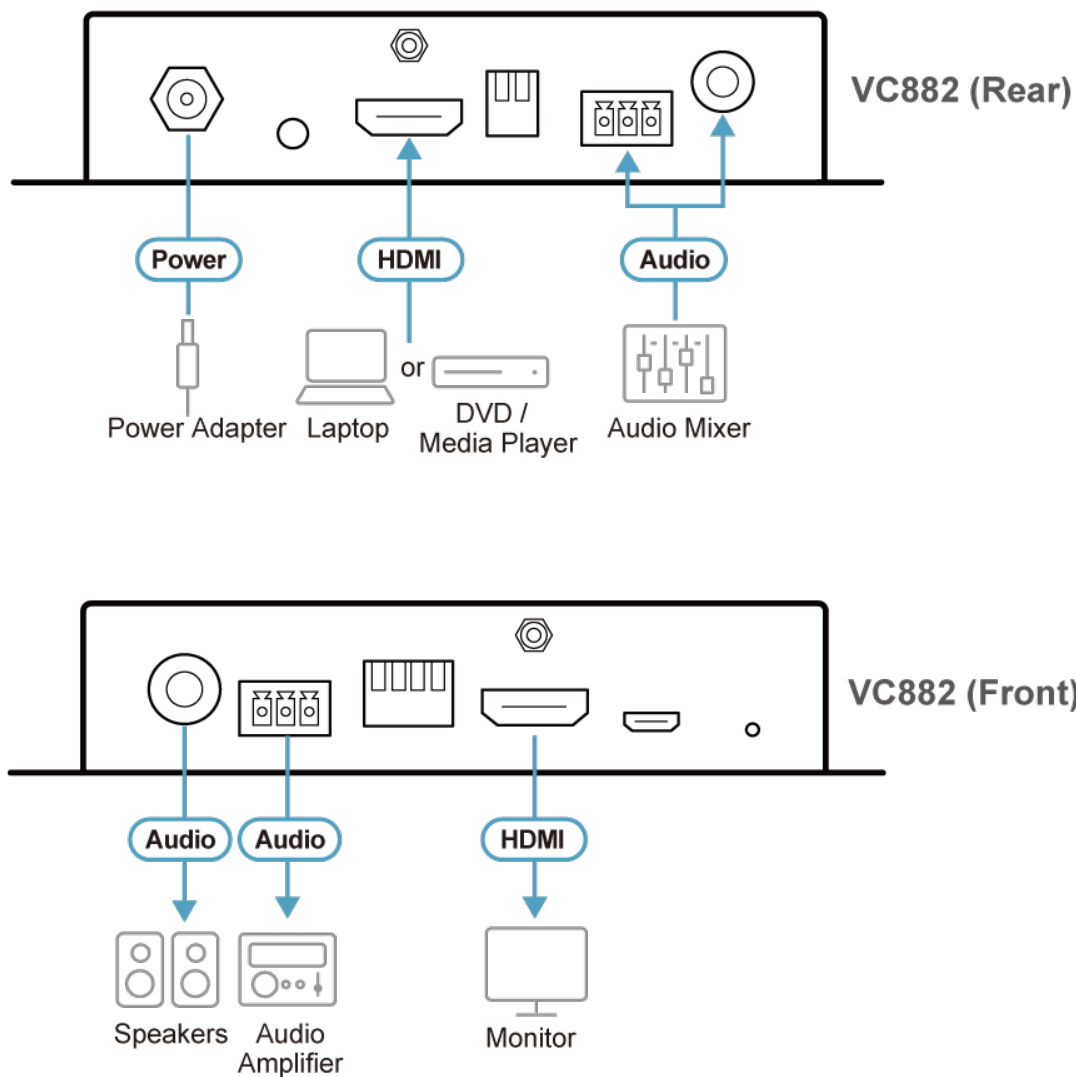 VC882 (Rear)
Power
HDMI
Audio
or
Power Adapter
Laptop
DVD /
Media Player
Audio Mixer
VC882 (Front)
Audio
Audio
HDMI
Speakers
Audio
Amplifier
Monitor